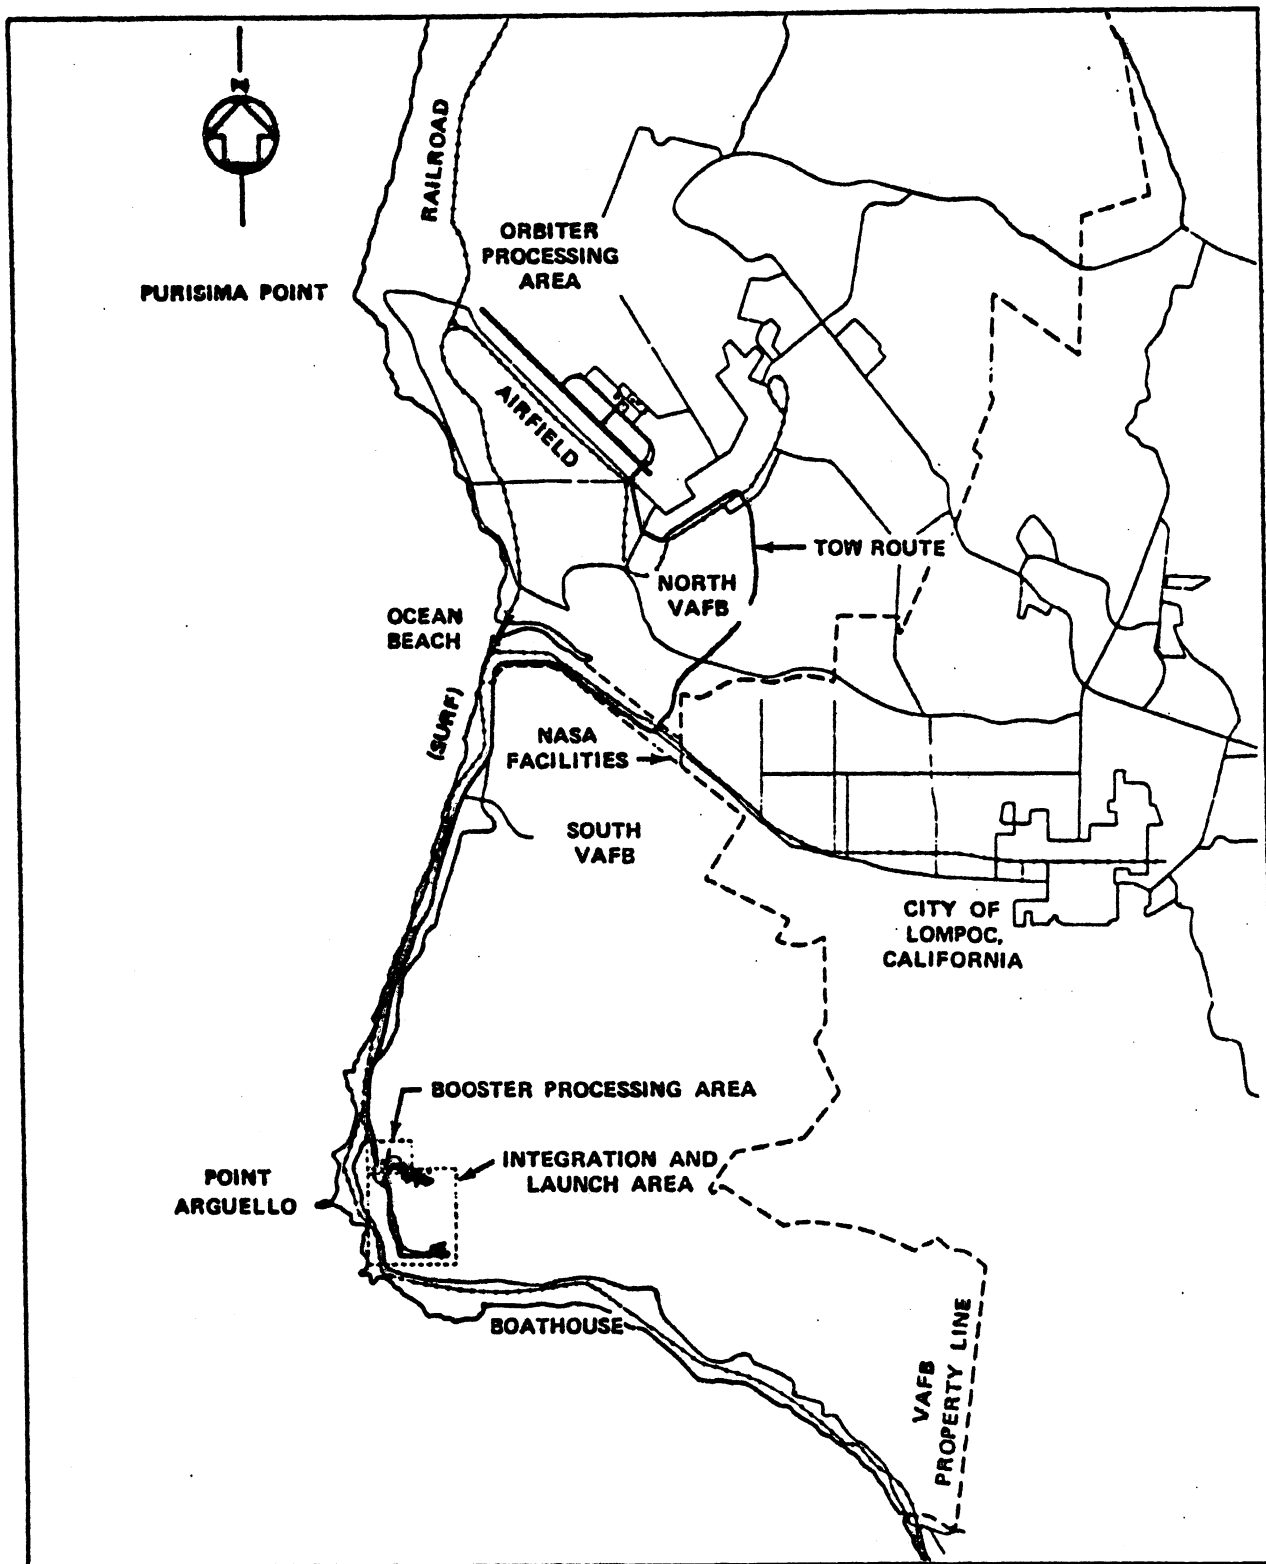 N
RAILROAD
ORBITER
PROCESSING
AREA
PURISIMA POINT
AIRFIELD
TOW ROUTE
NORTH
VAFB
OCEAN
BEACH
(SURF)
NASA
FACILITIES
SOUTH
VAFB
CITY OF
LOMPOC,
CALIFORNIA
BOOSTER PROCESSING AREA
INTEGRATION AND
LAUNCH AREA
POINT
ARGUELLO
BOATHOUSE
VAFB
PROPERTY LINE